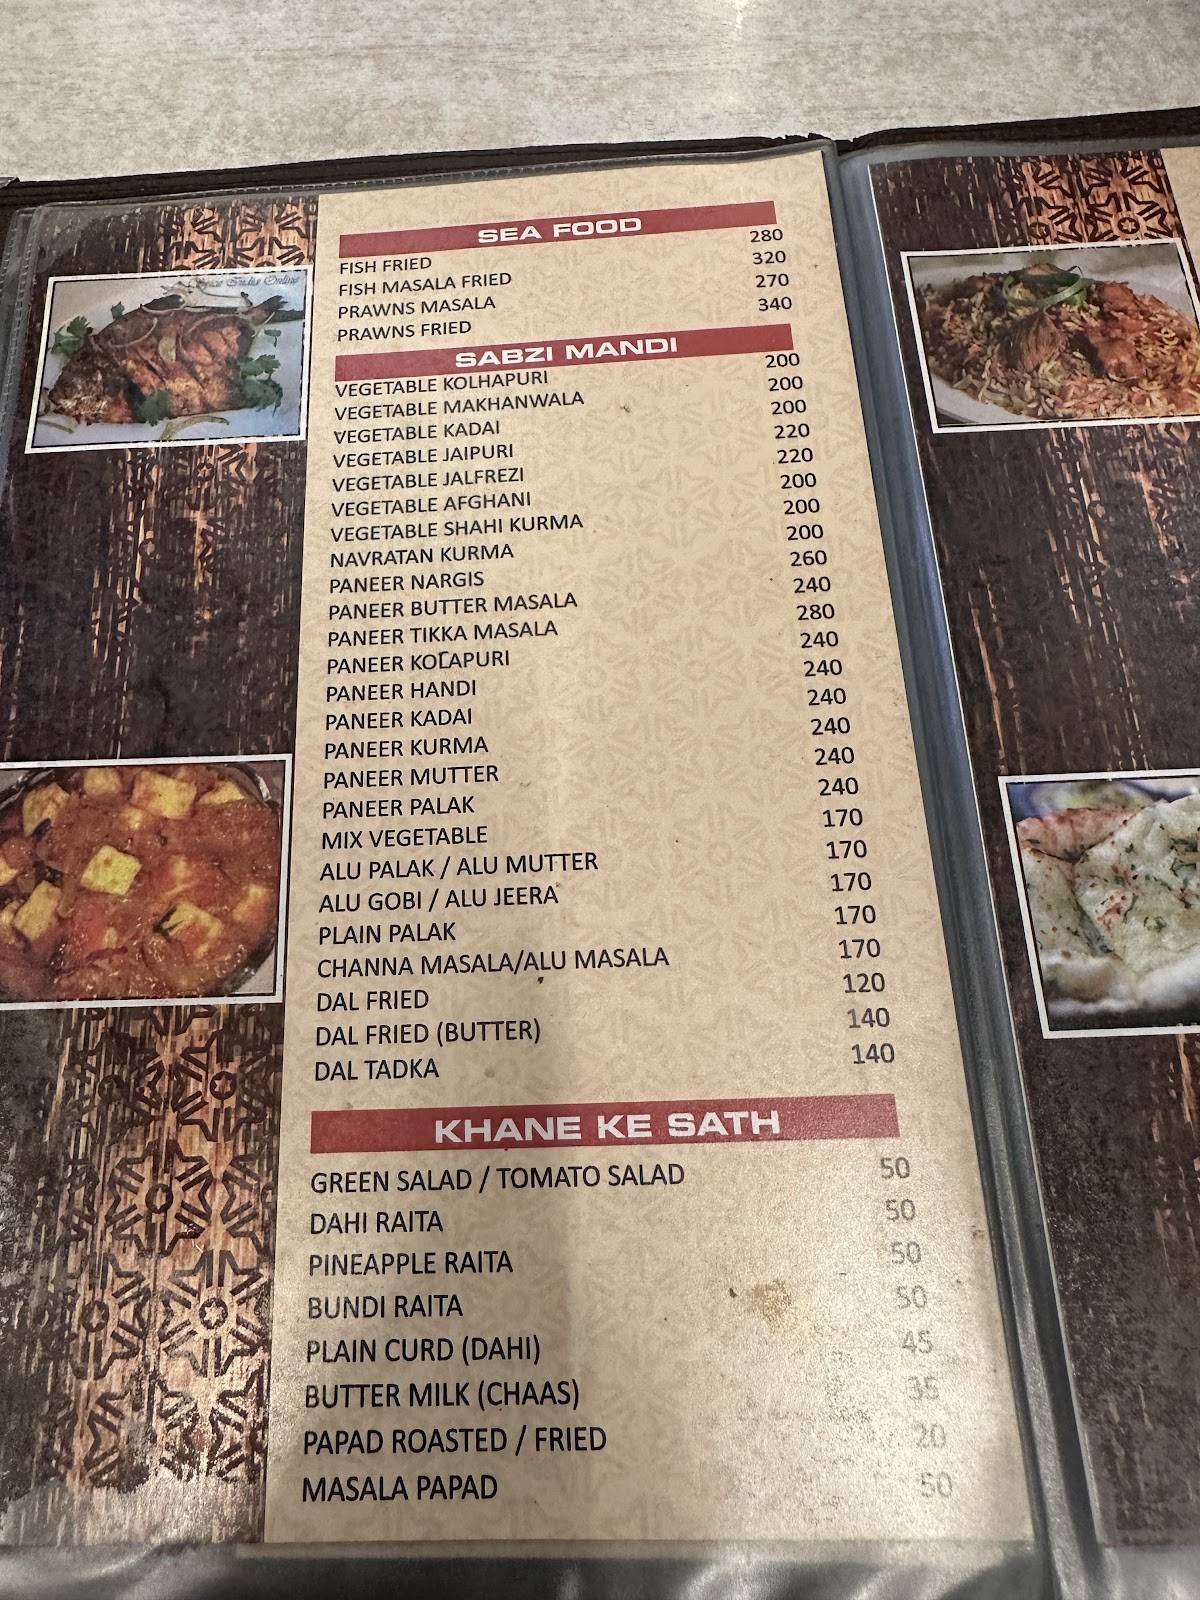 Spice India Online
SEA FOOD
FISH FRIED 280
FISH MASALA FRIED 320
PRAWNS MASALA 270
PRAWNS FRIED 340
SABZI MANDI
VEGETABLE KOLHAPURI 200
VEGETABLE MAKHANWALA 200
VEGETABLE KADAI 200
VEGETABLE JAIPURI 220
VEGETABLE JALFREZI 220
VEGETABLE AFGHANI 200
VEGETABLE SHAHI KURMA 200
NAVRATAN KURMA 200
PANEER NARGIS 260
PANEER BUTTER MASALA 240
PANEER TIKKA MASALA 280
PANEER KOLAPURI 240
PANEER HANDI 240
PANEER KADAI 240
PANEER KURMA 240
PANEER MUTTER 240
PANEER PALAK 240
MIX VEGETABLE 170
ALU PALAK / ALU MUTTER 170
ALU GOBI / ALU JEERA 170
PLAIN PALAK 170
CHANNA MASALA/ALU MASALA 170
DAL FRIED 120
DAL FRIED (BUTTER) 140
DAL TADKA 140
KHANE KE SATH
GREEN SALAD / TOMATO SALAD 50
DAHI RAITA 50
PINEAPPLE RAITA 50
BUNDI RAITA 50
PLAIN CURD (DAHI) 45
BUTTER MILK (CHAAS) 35
PAPAD ROASTED / FRIED 20
MASALA PAPAD 50